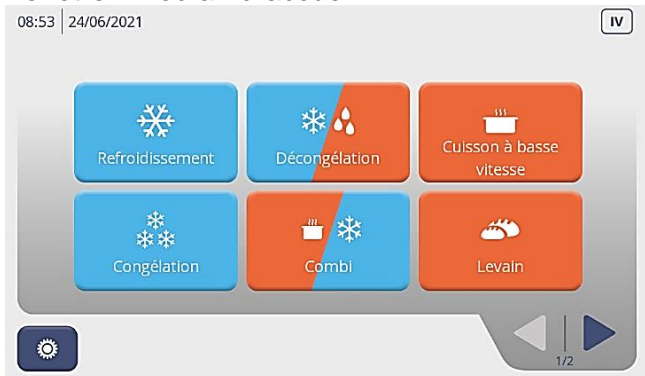 08:53 24/06/2021
IV
Refroidissement
Décongélation
Cuisson à basse
vitesse
Congélation
Combi
Levain
1/2